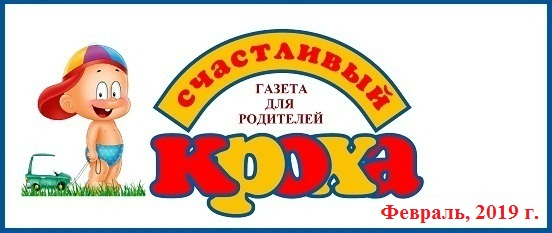 СЧАСТЛИВЫЙ
ГАЗЕТА
ДЛЯ
РОДИТЕЛЕЙ
Кроха
Февраль, 2019 г.